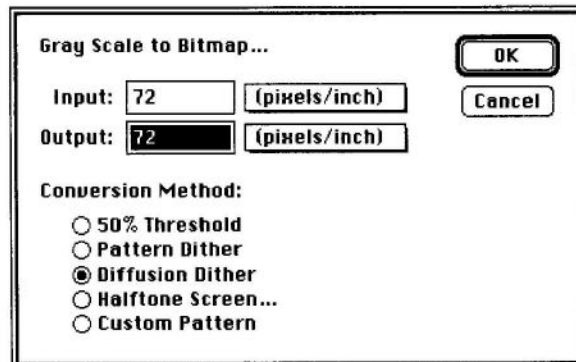 Gray Scale to Bitmap...
OK
Input: 72 (pixels/inch)
Cancel
Output: 72 (pixels/inch)
Conversion Method:
50% Threshold
Pattern Dither
Diffusion Dither
Halftone Screen...
Custom Pattern